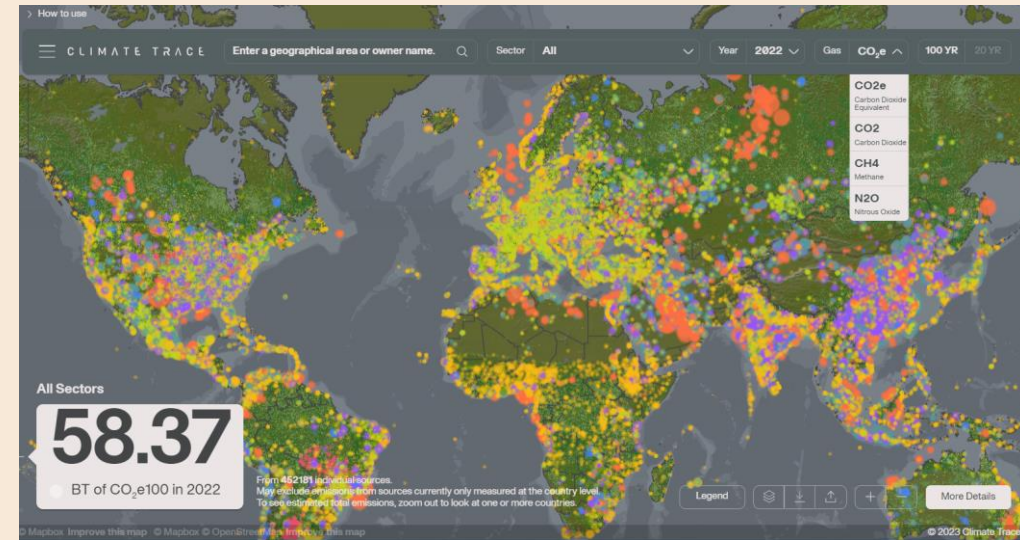 How to use
CLIMATE TRACE
Enter a geographical area or owner name.
Sector All
Year 2022
Gas CO₂e
100 YR 20 YR
CO2e
Carbon Dioxide
Equivalent
CO2
Carbon Dioxide
CH4
Methane
N2O
Nitrous Oxide
All Sectors
58.37
BT of CO₂e100 in 2022
From 452181 individual sources.
May exclude emissions from sources currently only measured at the country level.
To see estimated total emissions, zoom out to look at one or more countries.
Legend
More Details
© Mapbox Improve this map © Mapbox © OpenStreetMap Improve this map
© 2023 Climate Trace